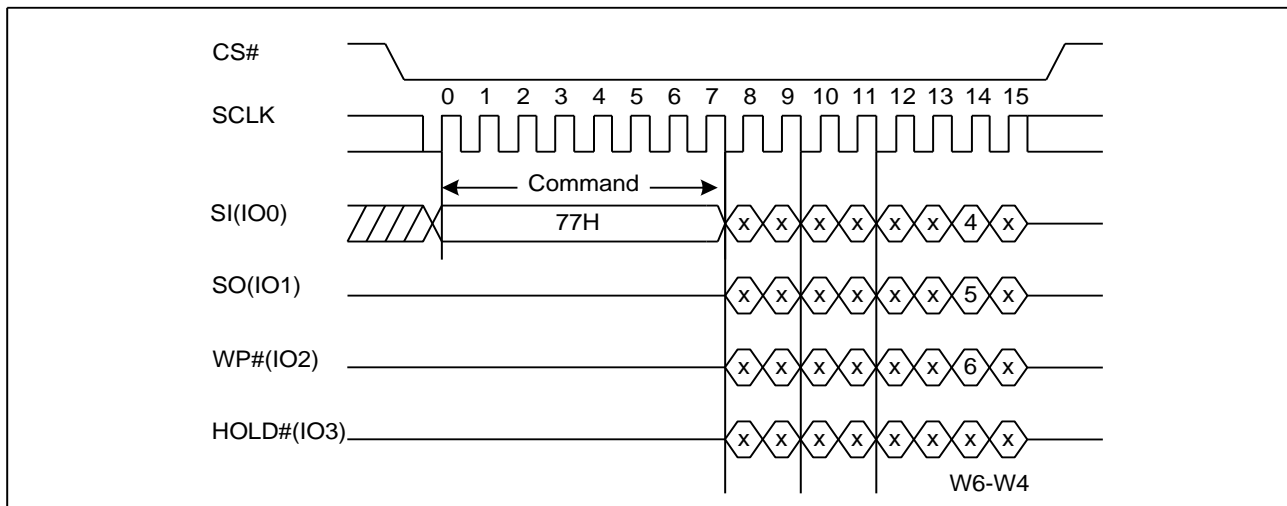 CS#
0 1 2 3 4 5 6 7 8 9 10 11 12 13 14 15
SCLK
Command
SI(IO0) 77H x x x x x x 4 x
SO(IO1) x x x x x x 5 x
WP#(IO2) x x x x x x 6 x
HOLD#(IO3) x x x x x x x x
W6-W4